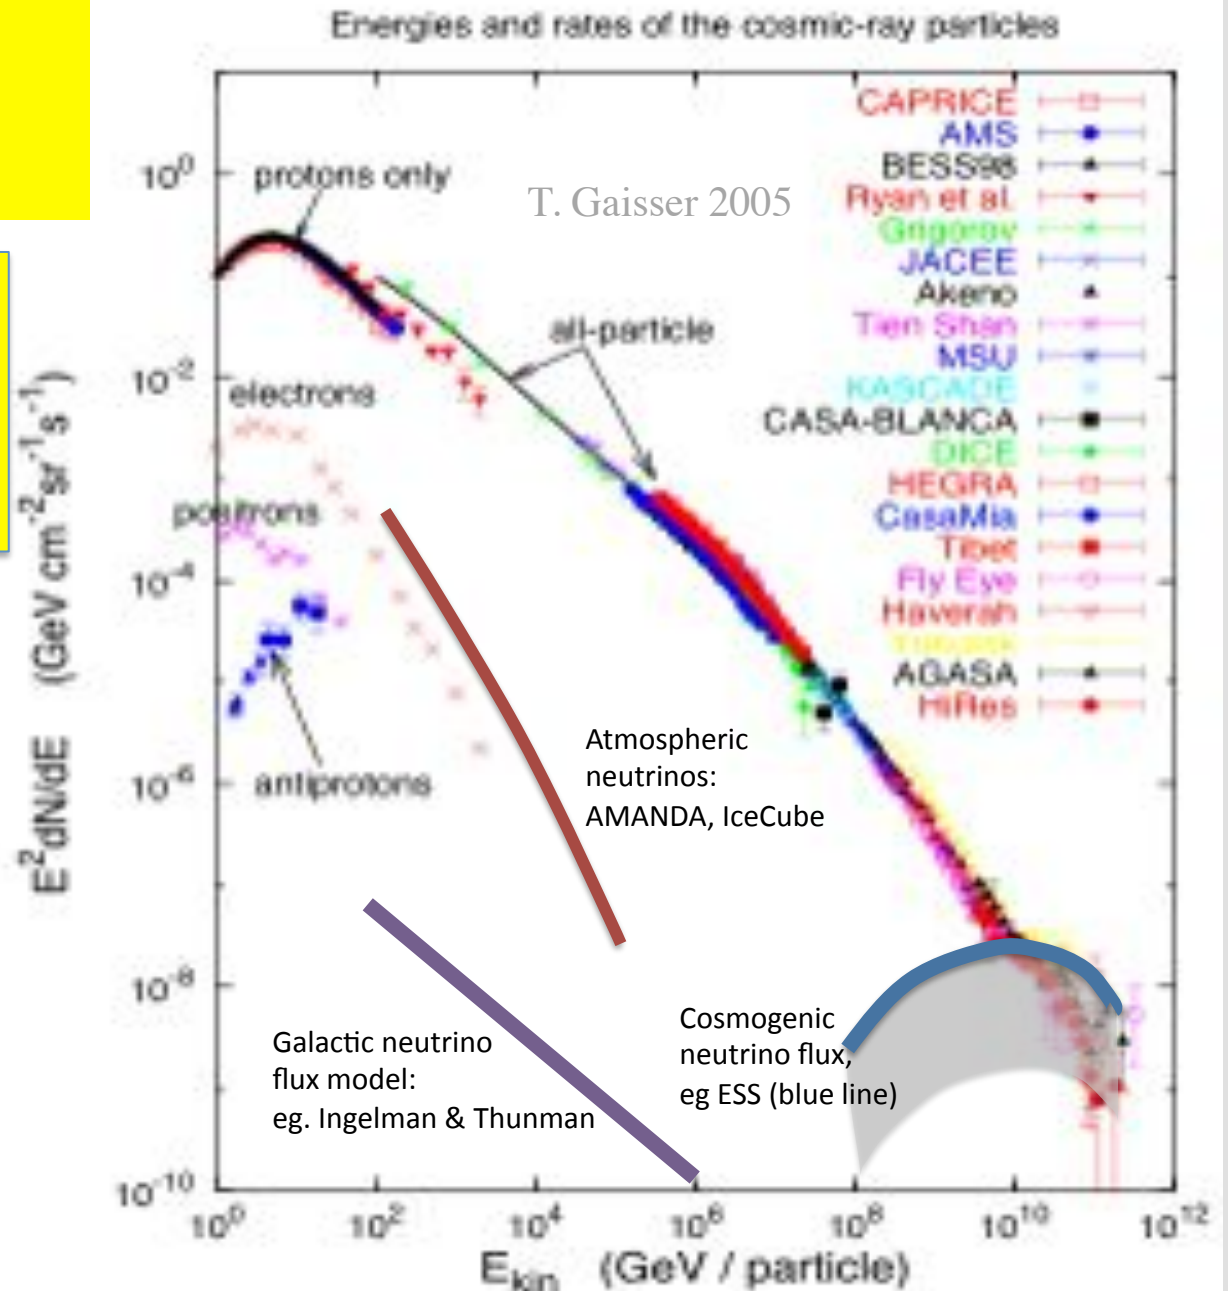 Energies and rates of the cosmic-ray particles
E²dN/dE (GeV cm⁻²sr⁻¹s⁻¹)
10⁰
10⁻²
10⁻⁴
10⁻⁶
10⁻⁸
10⁻¹⁰
protons only
T. Gaisser 2005
all-particle
electrons
positrons
antiprotons
CAPRICE
AMS
BESS98
Ryan et al.
Grigorov
JACEE
Akeno
Tien Shan
MSU
KASCADE
CASA-BLANCA
DICE
HEGRA
CasaMia
Tibet
Fly Eye
Haverah
AGASA
HiRes
Atmospheric
neutrinos:
AMANDA, IceCube
Galactic neutrino
flux model:
eg. Ingelman & Thunman
Cosmogenic
neutrino flux,
eg ESS (blue line)
10⁰ 10² 10⁴ 10⁶ 10⁸ 10¹⁰ 10¹²
Ekin (GeV / particle)